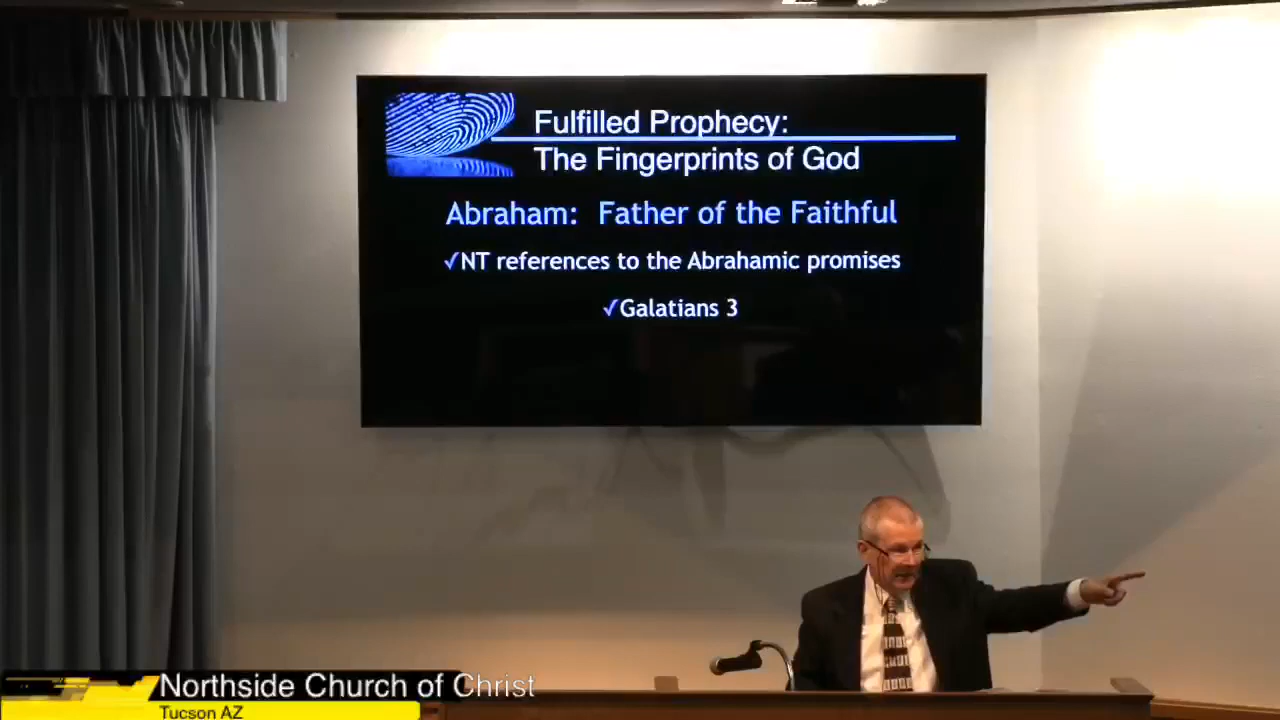 Fulfilled Prophecy:
The Fingerprints of God
Abraham: Father of the Faithful
✓NT references to the Abrahamic promises
✓Galatians 3
Northside Church of Christ
Tucson AZ